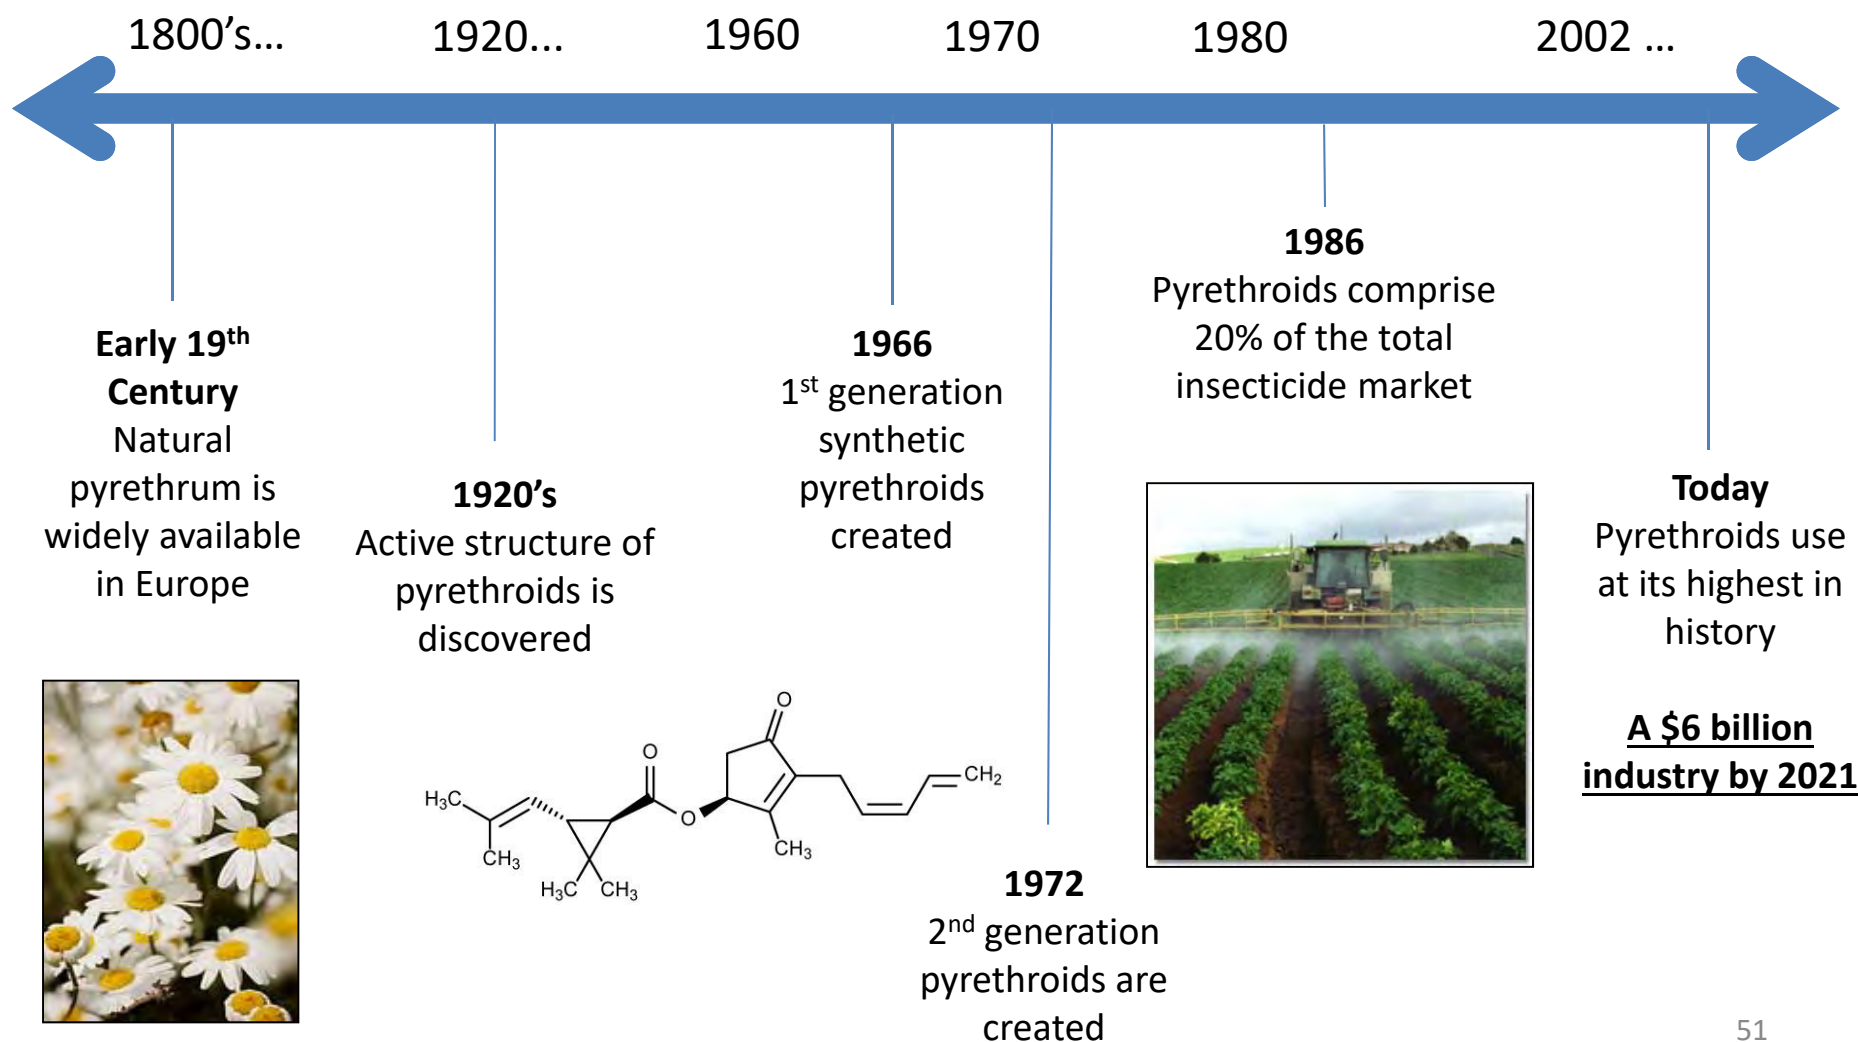 1800’s...
1920...
1960
1970
1980
2002 ...
Early 19th
Century
Natural
pyrethrum is
widely available
in Europe
1920’s
Active structure of
pyrethroids is
discovered
1966
1st generation
synthetic
pyrethroids
created
1972
2nd generation
pyrethroids are
created
1986
Pyrethroids comprise
20% of the total
insecticide market
Today
Pyrethroids use
at its highest in
history
A $6 billion
industry by 2021
O
O
CH2
H3C
O
CH3
CH3
H3C
CH3
51